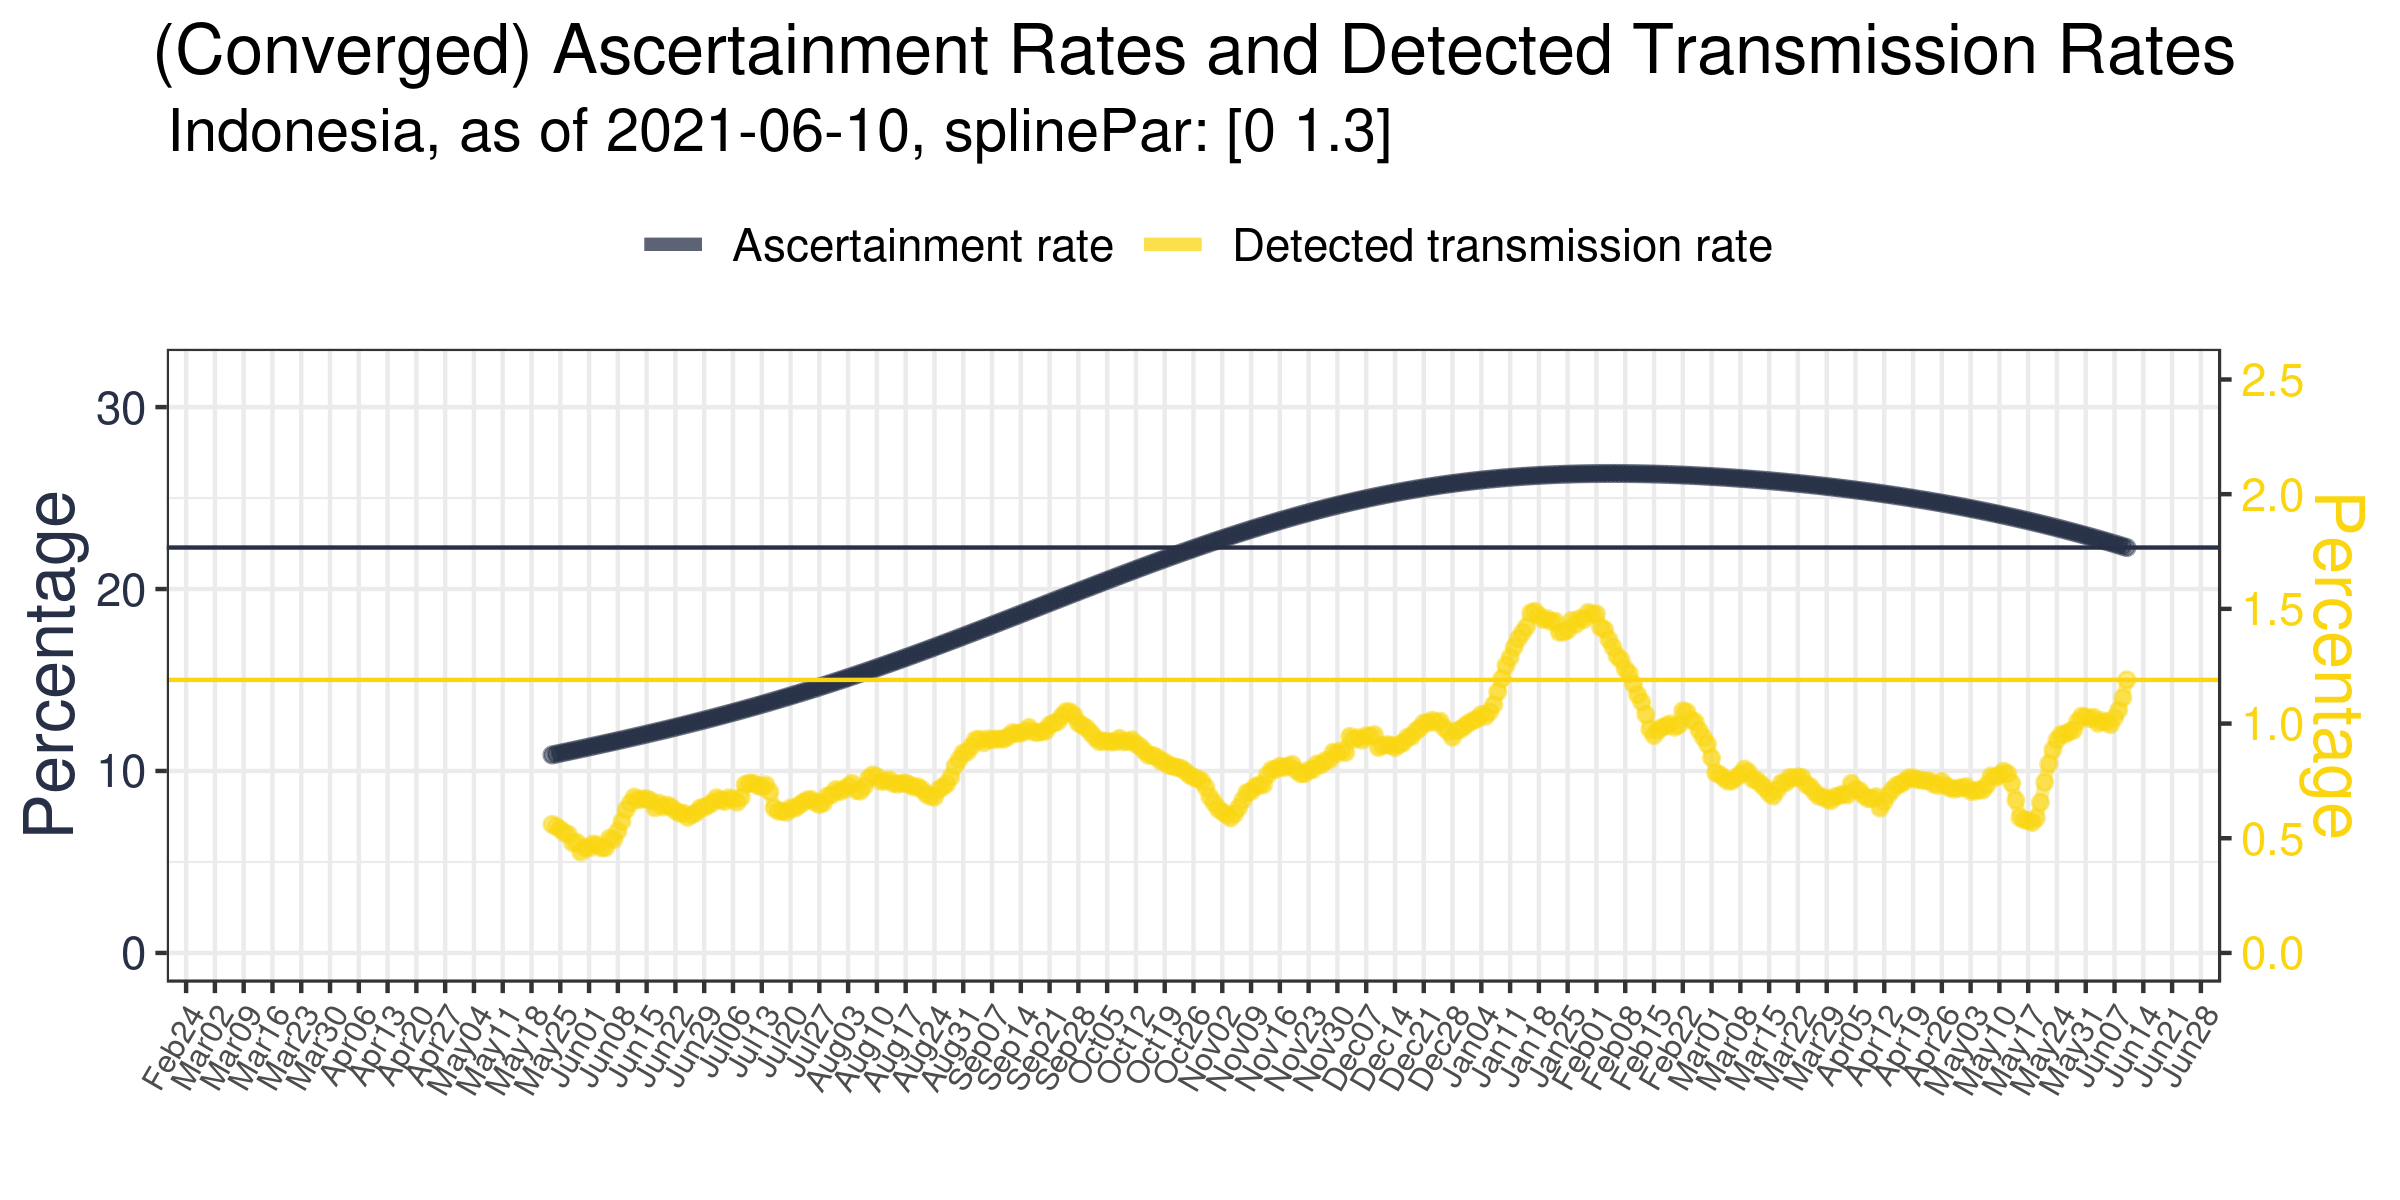 (Converged) Ascertainment Rates and Detected Transmission Rates
Indonesia, as of 2021-06-10, splinePar: [0 1.3]
Ascertainment rate
Detected transmission rate
Percentage
30
20
10
0
2.5
2.0
1.5
1.0
0.5
0.0
Percentage
Feb24
Mar02
Mar09
Mar16
Mar23
Mar30
Apr06
Apr13
Apr20
Apr27
May04
May11
May18
May25
Jun01
Jun08
Jun15
Jun22
Jun29
Jul06
Jul13
Jul20
Jul27
Aug03
Aug10
Aug17
Aug24
Aug31
Sep07
Sep14
Sep21
Sep28
Oct05
Oct12
Oct19
Oct26
Nov02
Nov09
Nov16
Nov23
Nov30
Dec07
Dec14
Dec21
Dec28
Jan04
Jan11
Jan18
Jan25
Feb01
Feb08
Feb15
Feb22
Mar01
Mar08
Mar15
Mar22
Mar29
Apr05
Apr12
Apr19
Apr26
May03
May10
May17
May24
May31
Jun07
Jun14
Jun21
Jun28